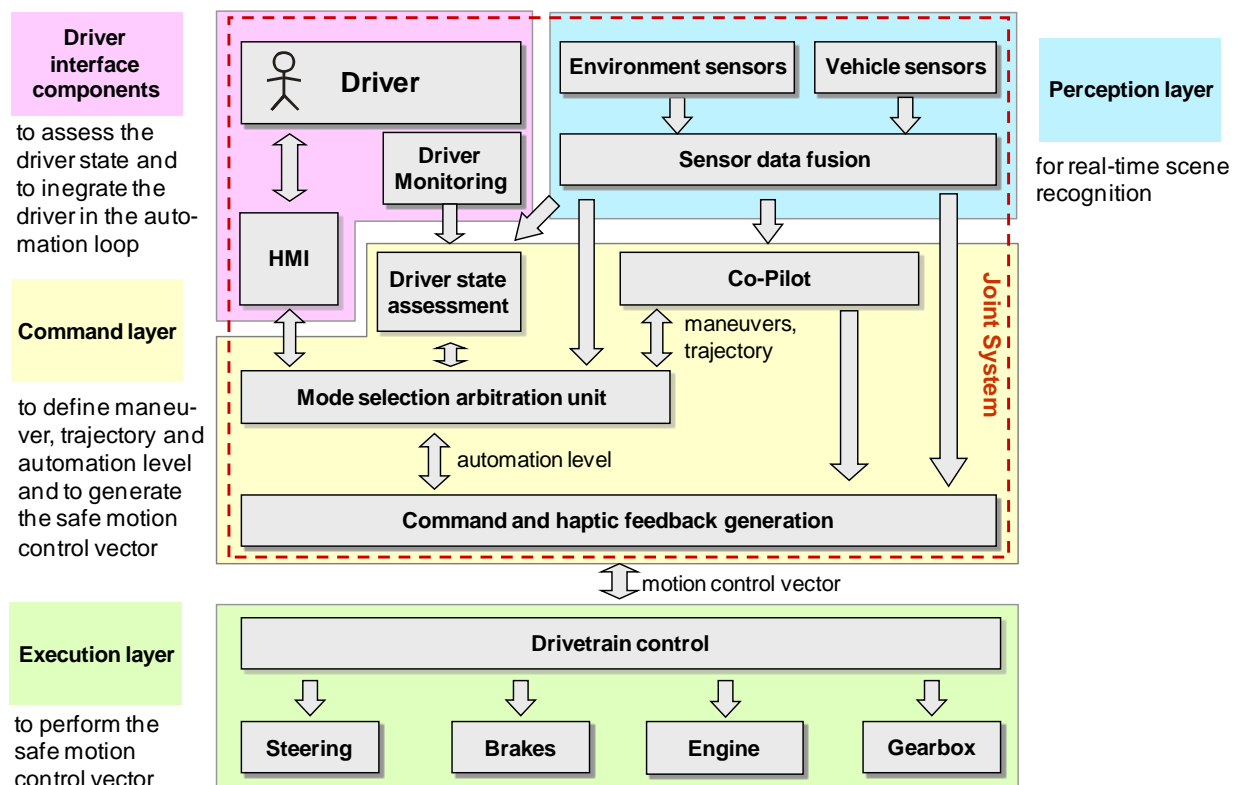 Driver
interface
components
to assess the
driver state and
to inegrate the
driver in the auto-
mation loop
Driver
Driver
Monitoring
HMI
Environment sensors
Vehicle sensors
Sensor data fusion
Perception layer
for real-time scene
recognition
Command layer
to define maneu-
ver, trajectory and
automation level
and to generate
the safe motion
control vector
Driver state
assessment
Co-Pilot
maneuvers,
trajectory
Joint System
Mode selection arbitration unit
automation level
Command and haptic feedback generation
motion control vector
Execution layer
to perform the
safe motion
control vector
Drivetrain control
Steering
Brakes
Engine
Gearbox